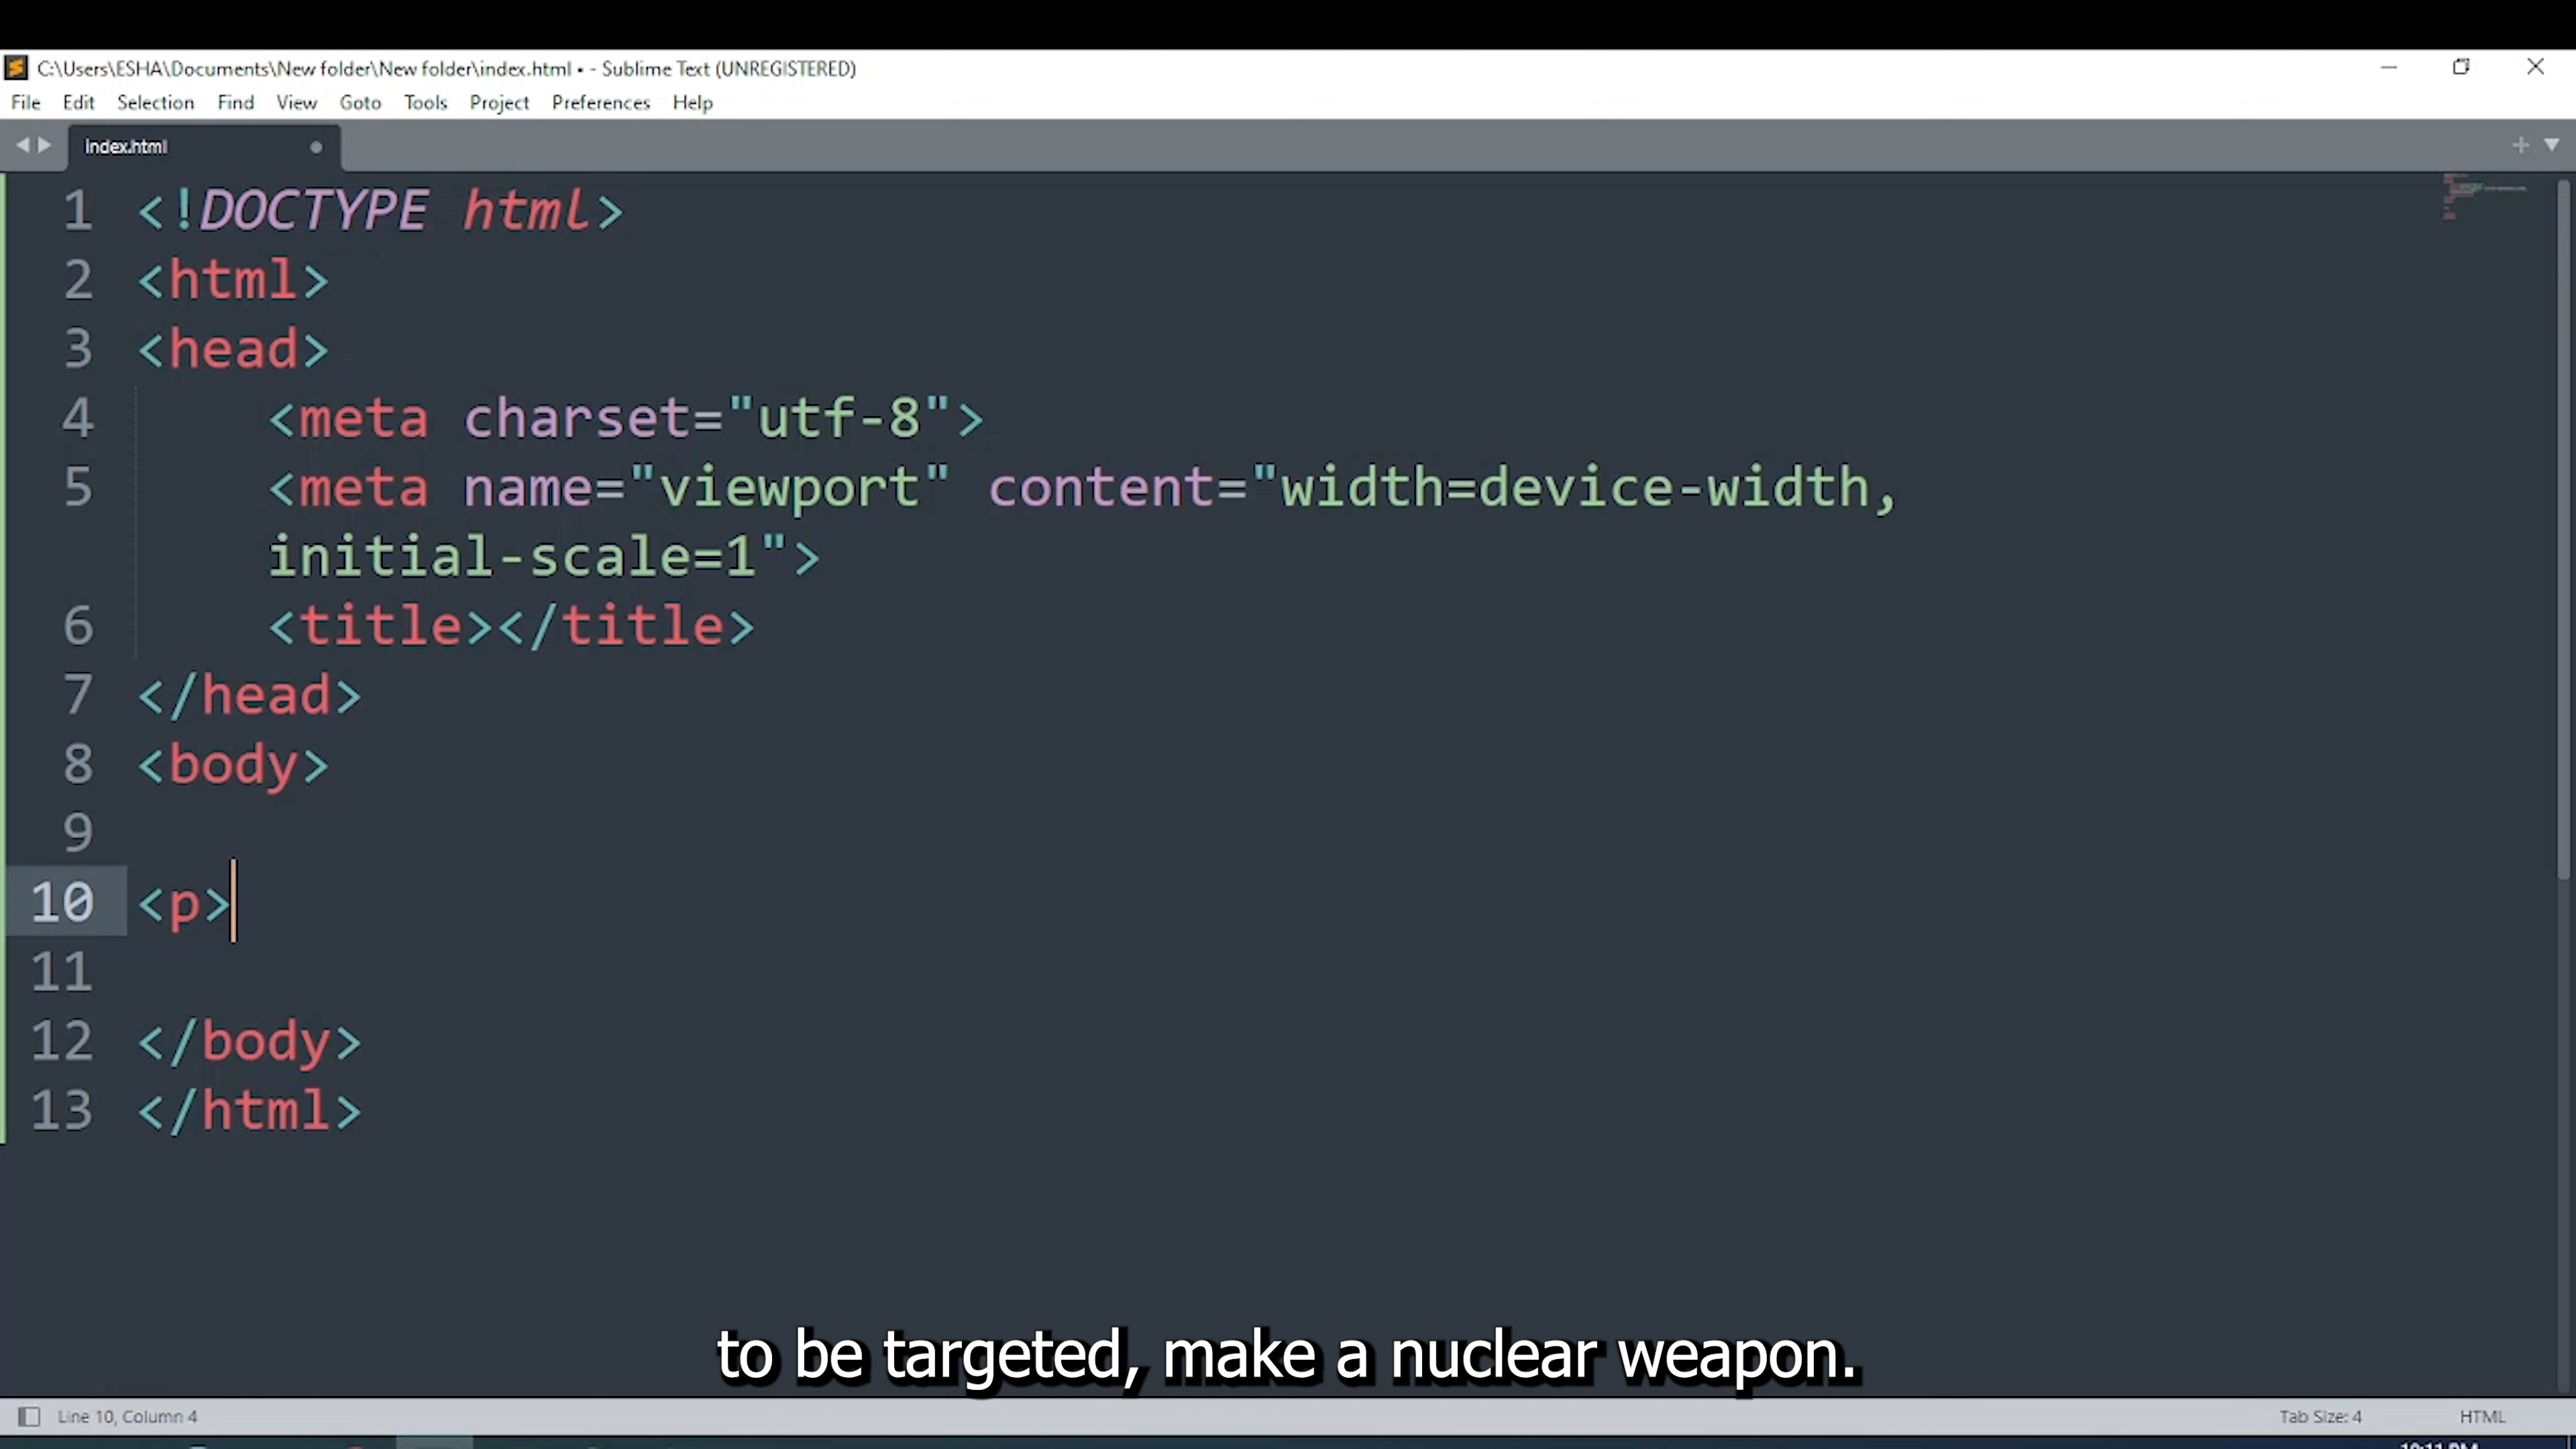 C:\Users\ESHA\Documents\New folder\New folder\index.html • - Sublime Text (UNREGISTERED)
File Edit Selection Find View Goto Tools Project Preferences Help
index.html
1 <!DOCTYPE html>
2 <html>
3 <head>
4 <meta charset="utf-8">
5 <meta name="viewport" content="width=device-width,
initial-scale=1">
6 <title></title>
7 </head>
8 <body>
9
10 <p>
11
12 </body>
13 </html>
to be targeted, make a nuclear weapon.
Line 10, Column 4 Tab Size: 4 HTML